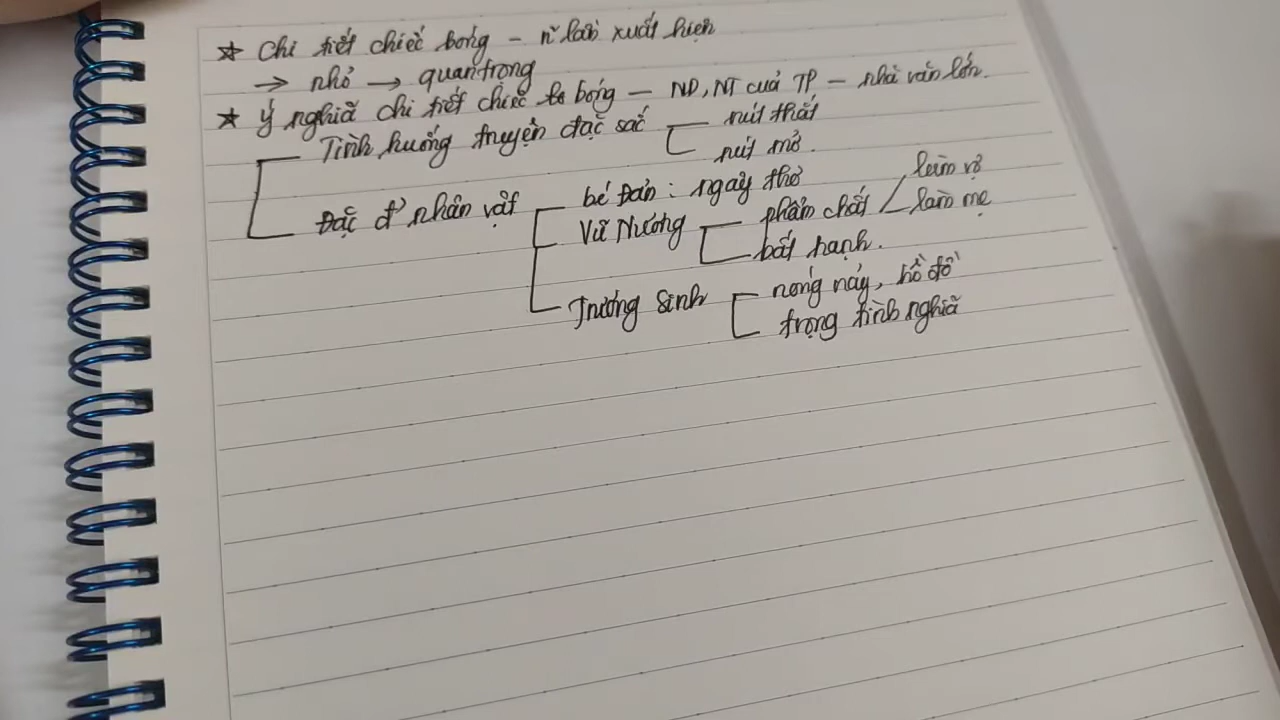 * Chi tiết chiếc bóng - n~ lần xuất hiện
→ nhỏ → quan trọng
* ý nghĩa chi tiết chiếc bóng - ND, NT của TP - nhà văn lớn.
Tình huống truyện đặc sắc
nút thắt
nút mở.
Đặc đ' nhân vật
bé Đản: ngây thơ
Vũ Nương
phẩm chất
làm vợ
làm mẹ
bất hạnh.
Trương Sinh
nóng nảy, hồ đồ
trọng tình nghĩa